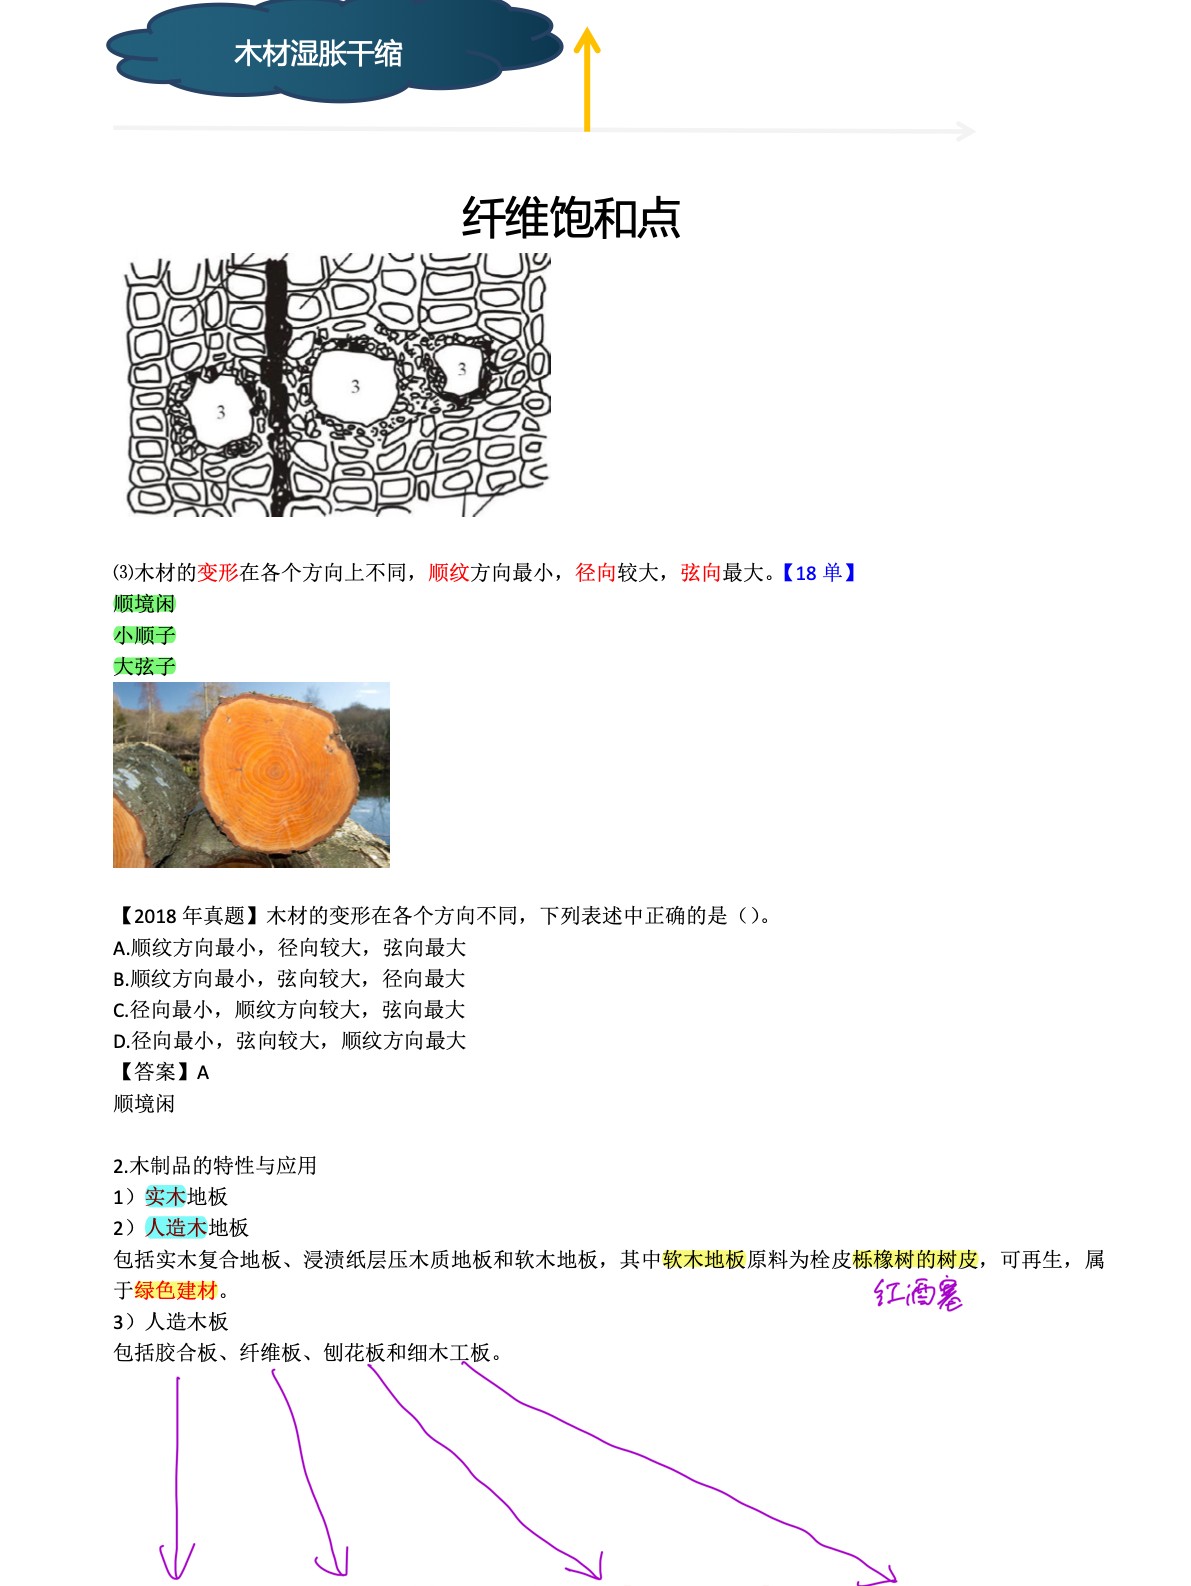 木材湿胀干缩
纤维饱和点
3
3
3
⑶木材的变形在各个方向上不同，顺纹方向最小，径向较大，弦向最大。【18 单】
顺境闲
小顺子
大弦子
【2018 年真题】木材的变形在各个方向不同，下列表述中正确的是（）。
A.顺纹方向最小，径向较大，弦向最大
B.顺纹方向最小，弦向较大，径向最大
C.径向最小，顺纹方向较大，弦向最大
D.径向最小，弦向较大，顺纹方向最大
【答案】A
顺境闲
2.木制品的特性与应用
1）实木地板
2）人造木地板
包括实木复合地板、浸渍纸层压木质地板和软木地板，其中软木地板原料为栓皮栎橡树的树皮，可再生，属
于绿色建材。
红酒塞
3）人造木板
包括胶合板、纤维板、刨花板和细木工板。